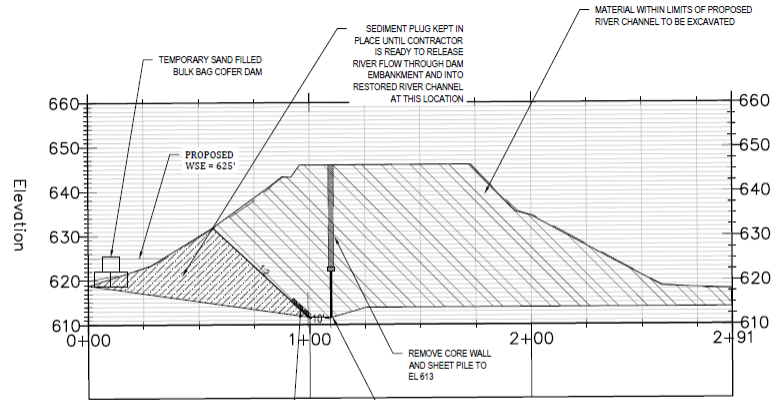 MATERIAL WITHIN LIMITS OF PROPOSED
RIVER CHANNEL TO BE EXCAVATED
SEDIMENT PLUG KEPT IN
PLACE UNTIL CONTRACTOR
IS READY TO RELEASE
RIVER FLOW THROUGH DAM
EMBANKMENT AND INTO
RESTORED RIVER CHANNEL
AT THIS LOCATION
TEMPORARY SAND FILLED
BULK BAG COFER DAM
PROPOSED
WSE = 625'
Elevation
660
650
640
630
620
610
660
650
640
630
620
610
10'
REMOVE CORE WALL
AND SHEET PILE TO
EL 613
0+00
1+00
2+00
2+91